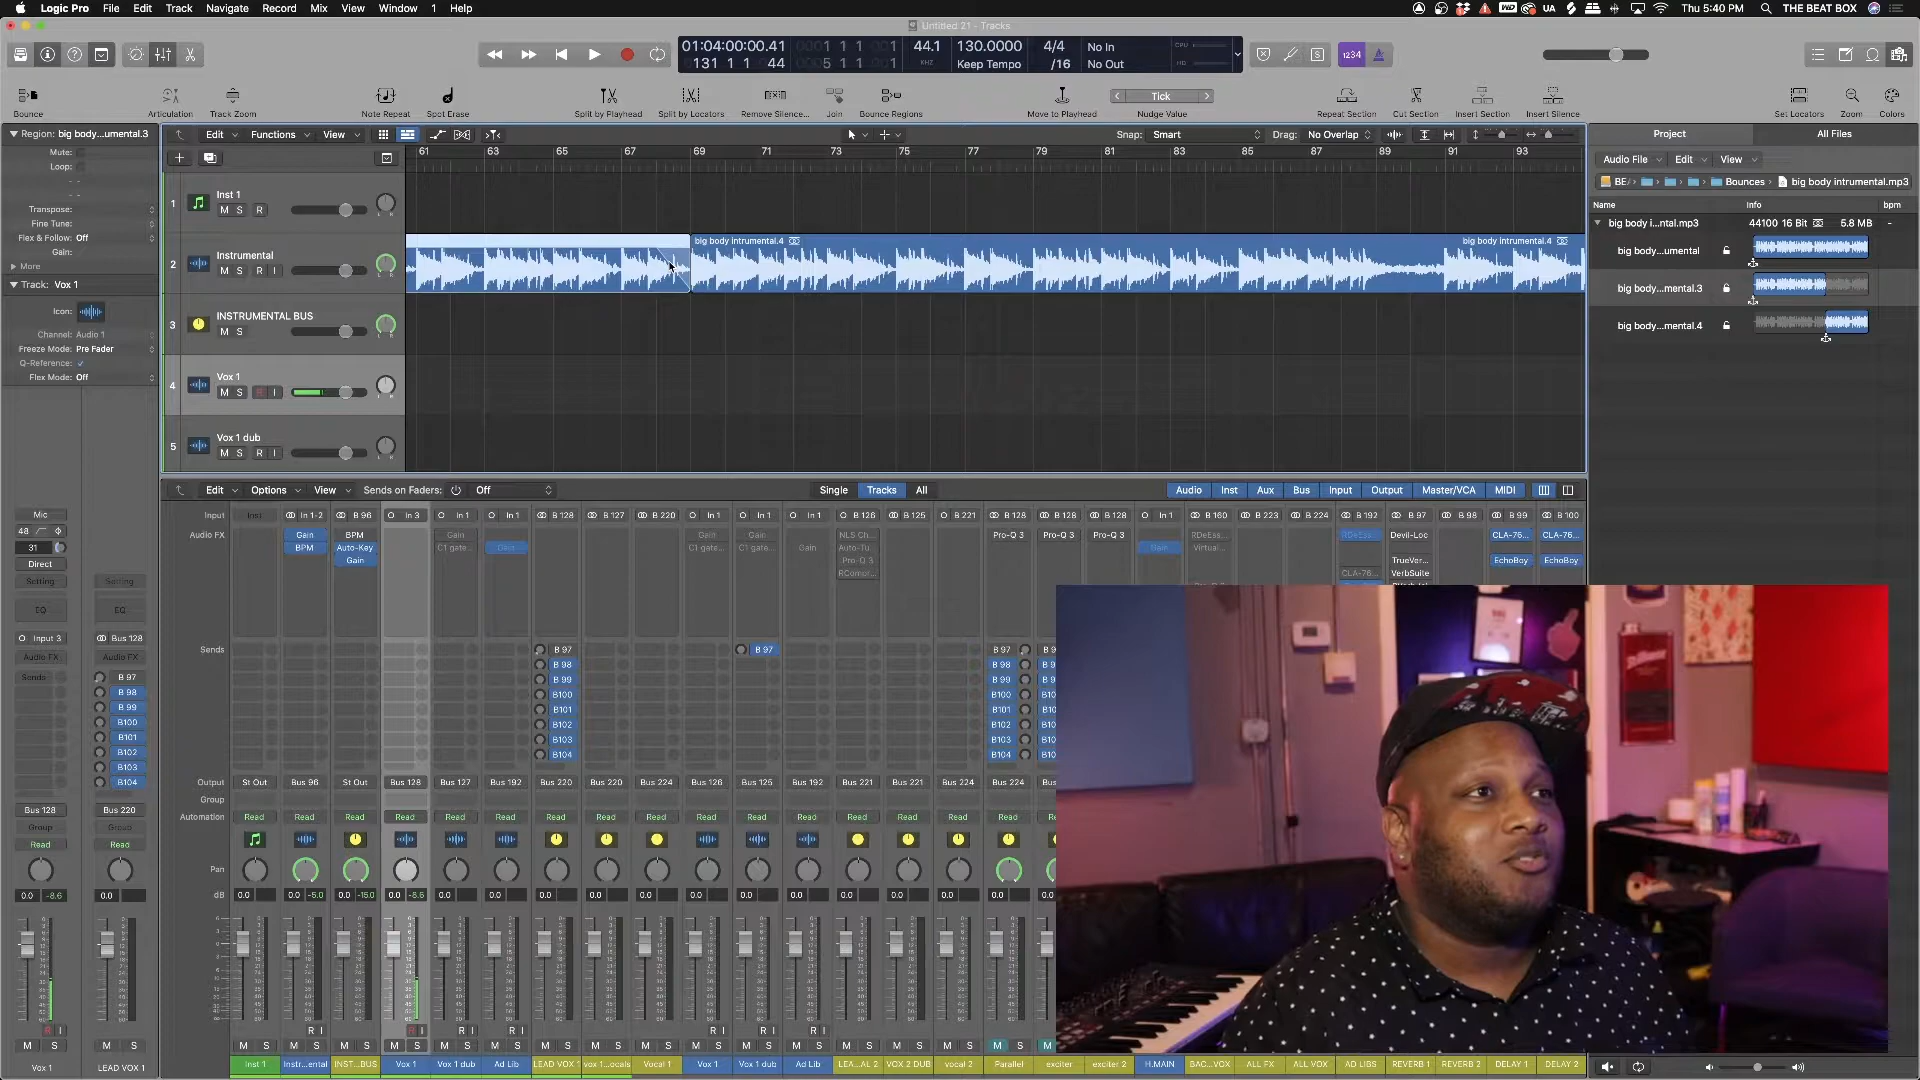 Logic Pro File Edit Track Navigate Record Mix View Window 1 Help
UA Thu 5:40 PM THE BEAT BOX
Untitled 21 - Tracks
01:04:00:00.41
131 1 1 44
44.1
KHZ
130.0000
Keep Tempo
4/4
/16
No In
No Out
CPU
1234
Bounce
Articulation
Track Zoom
Note Repeat
Spot Erase
Split by Playhead
Split by Locators
Remove Silence...
Join
Bounce Regions
Move to Playhead
Tick
Nudge Value
Repeat Section
Cut Section
Insert Section
Insert Silence
Set Locators
Zoom
Colors
Region: big body...umental.3
Mute:
Loop:
Transpose:
Fine Tune:
Flex & Follow: Off
Gain:
More
Track: Vox 1
Icon:
Channel: Audio 1
Freeze Mode: Pre Fader
Q-Reference:
Flex Mode: Off
Edit Functions View
Snap: Smart
Drag: No Overlap
61 63 65 67 69 71 73 75 77 79 81 83 85 87 89 91 93
1 Inst 1
M S R
2 Instrumental
M S R I
big body intrumental.4
big body intrumental.4
3 INSTRUMENTAL BUS
M S
4 Vox 1
M S R I
5 Vox 1 dub
M S R I
Project All Files
Audio File Edit View
Bounces big body intrumental.mp3
Name Info bpm
big body i...ntal.mp3 44100 16 Bit 5.8 MB -
big body...umental
big body...mental.3
big body...mental.4
Edit Options View Sends on Faders: Off
Single Tracks All
Audio Inst Aux Bus Input Output Master/VCA MIDI
Input Inst In 1-2 B 96 In 3 In 1 In 1 B 128 B 127 B 220 In 1 In 1 In 1 B 126 B 125 B 221 B 128 B 128 B 128 In 1 B 160 B 223 B 224 B 192 B 97 B 98 B 99 B 100
Audio FX Gain BPM Gain Gain Gain NLS Ch Pro-Q 3 Pro-Q 3 Pro-Q 3 RDeEss Devil-Loc CLA-76... CLA-76...
BPM Auto-Key C1 gate... C1 gate... C1 gate... Gain Auto-Tu Gain Virtual...
Gain Pro-Q 3 TrueVer... EchoBoy EchoBoy
RCompr... CLA-76... VerbSuite
Sends B 97 B 97 B 97
B 98 B 98
B 99 B 99
B100 B100
B101 B101
B102 B102
B103 B103
B104 B104
Output St Out Bus 96 St Out Bus 128 Bus 127 Bus 192 Bus 220 Bus 220 Bus 224 Bus 126 Bus 125 Bus 192 Bus 221 Bus 221 Bus 224 Bus 224
Group
Automation Read Read Read Read Read Read Read Read Read Read Read Read Read Read Read Read
Pan
dB 0.0 0.0 -5.0 0.0 -15.0 0.0 -8.6 0.0 0.0 0.0 0.0 0.0 0.0 0.0 0.0 0.0 0.0 0.0 0.0
Mic
48
31
Direct
Setting Setting
EQ EQ
Input 3 Bus 128
Audio FX Audio FX
Sends B 97
B 98
B 99
B100
B101
B102
B103
B104
Bus 128 Bus 220
Group Group
Read Read
0.0 -8.6 0.0
R I
M S M S
Vox 1 LEAD VOX 1
Inst 1 Instr...ental INST...BUS Vox 1 Vox 1 dub Ad Lib LEAD VOX 1 vox 1...ocals Vocal 1 Vox 1 Vox 1 dub Ad Lib LEA...AL 2 VOX 2 DUB vocal 2 Parallel exciter exciter 2 H.MAIN BAC...VOX ALL FX ALL VOX AD LIBS REVERB 1 REVERB 2 DELAY 1 DELAY 2